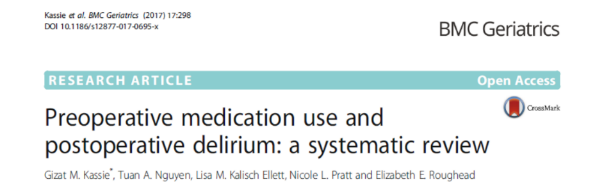 Kassie et al. BMC Geriatrics (2017) 17:298
DOI 10.1186/s12877-017-0695-x
BMC Geriatrics
RESEARCH ARTICLE Open Access
CrossMark
Preoperative medication use and
postoperative delirium: a systematic review
Gizat M. Kassie*, Tuan A. Nguyen, Lisa M. Kalisch Ellett, Nicole L. Pratt and Elizabeth E. Roughead